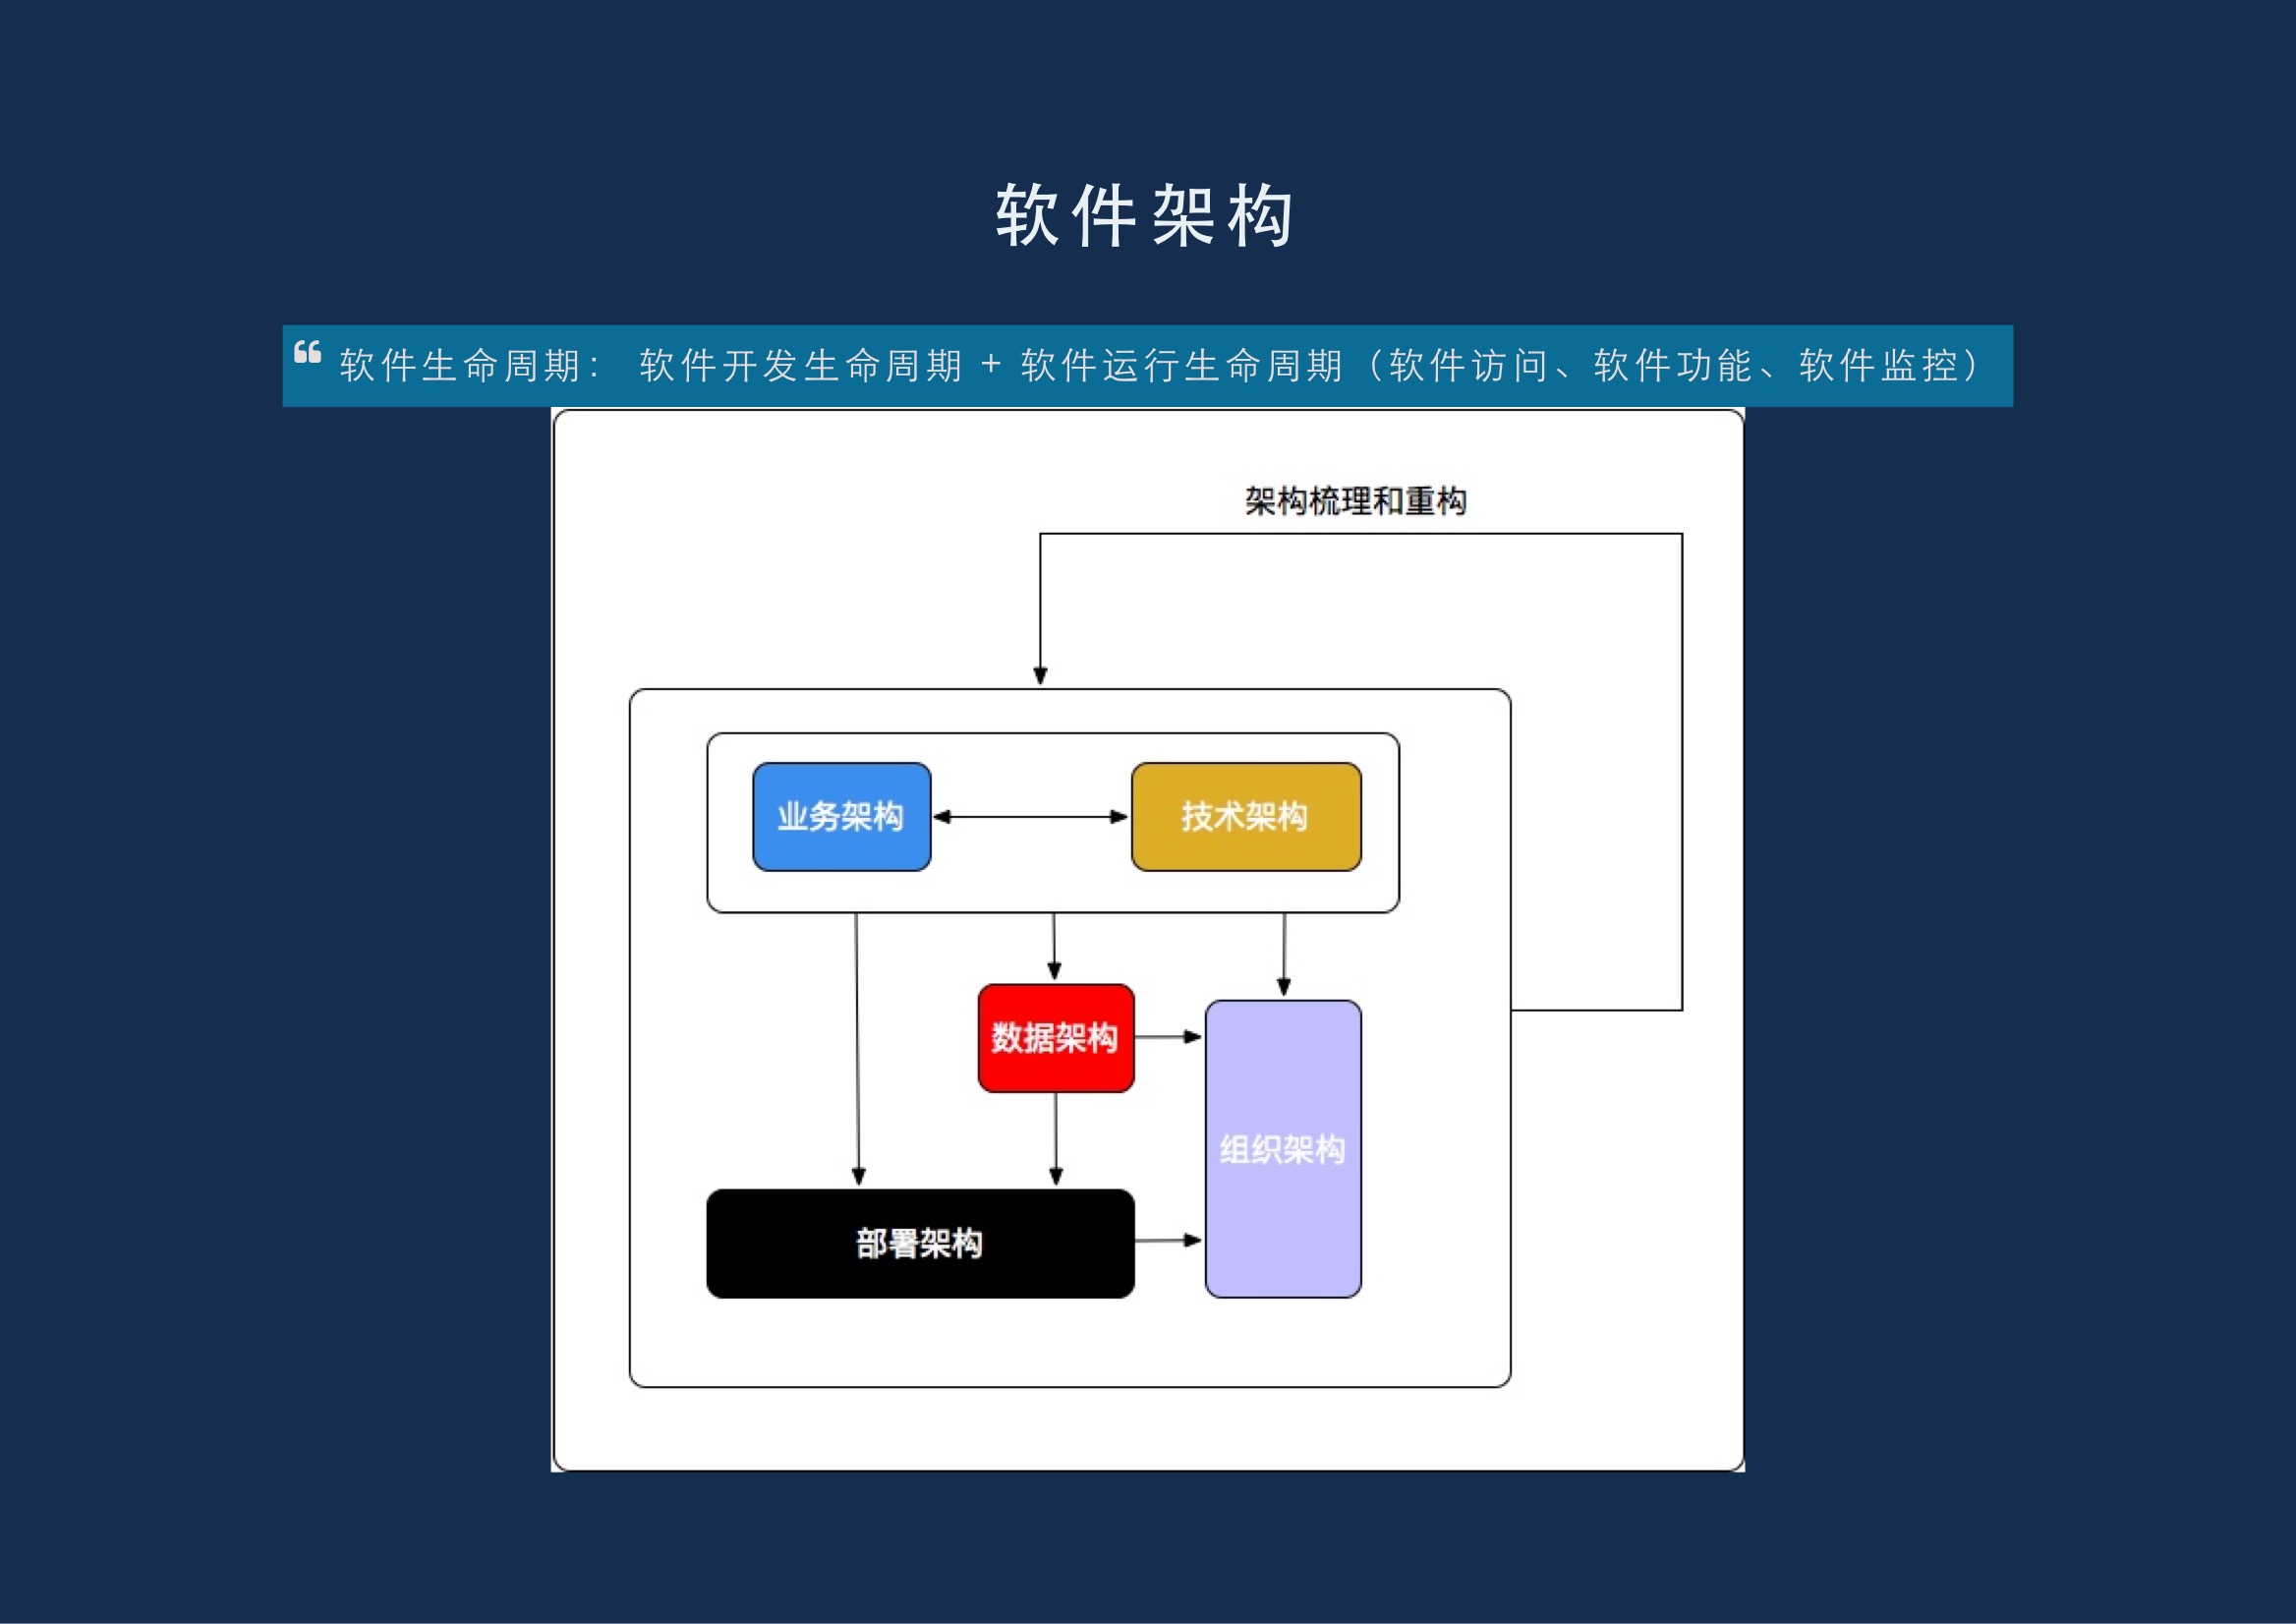 软件架构
“ 软件生命周期： 软件开发生命周期 + 软件运行生命周期（软件访问、软件功能、软件监控）
架构梳理和重构
业务架构
技术架构
数据架构
组织架构
部署架构